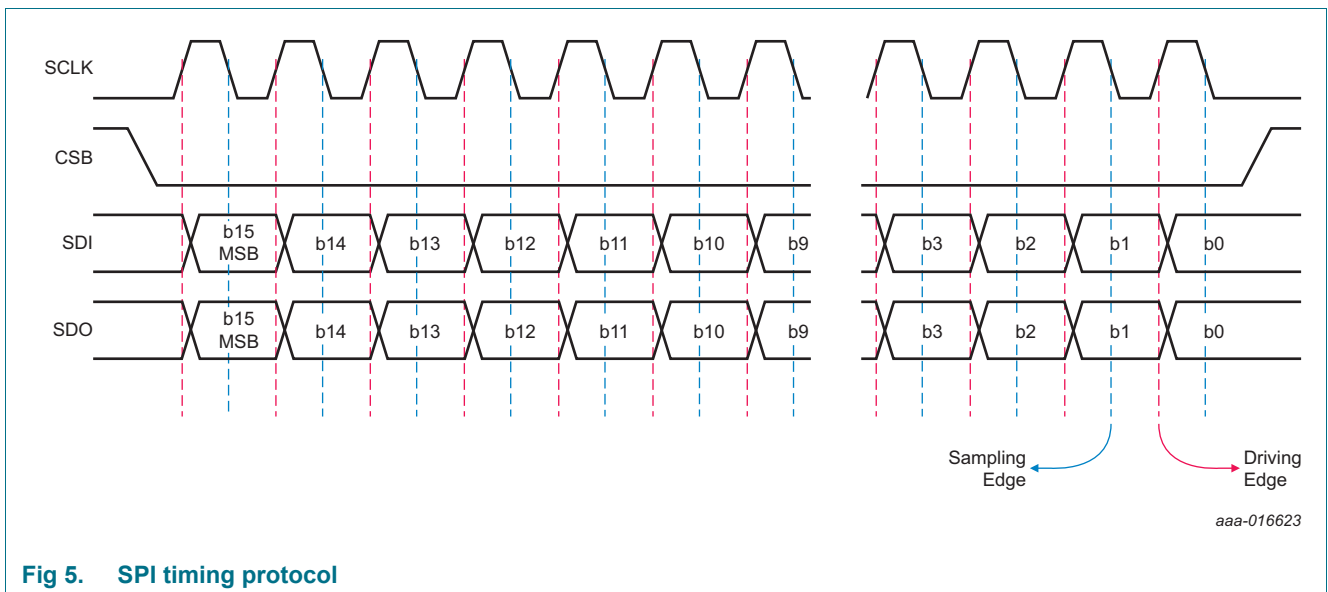 SCLK
CSB
SDI
b15
MSB
b14
b13
b12
b11
b10
b9
b3
b2
b1
b0
SDO
b15
MSB
b14
b13
b12
b11
b10
b9
b3
b2
b1
b0
Sampling
Edge
Driving
Edge
aaa-016623
Fig 5. SPI timing protocol